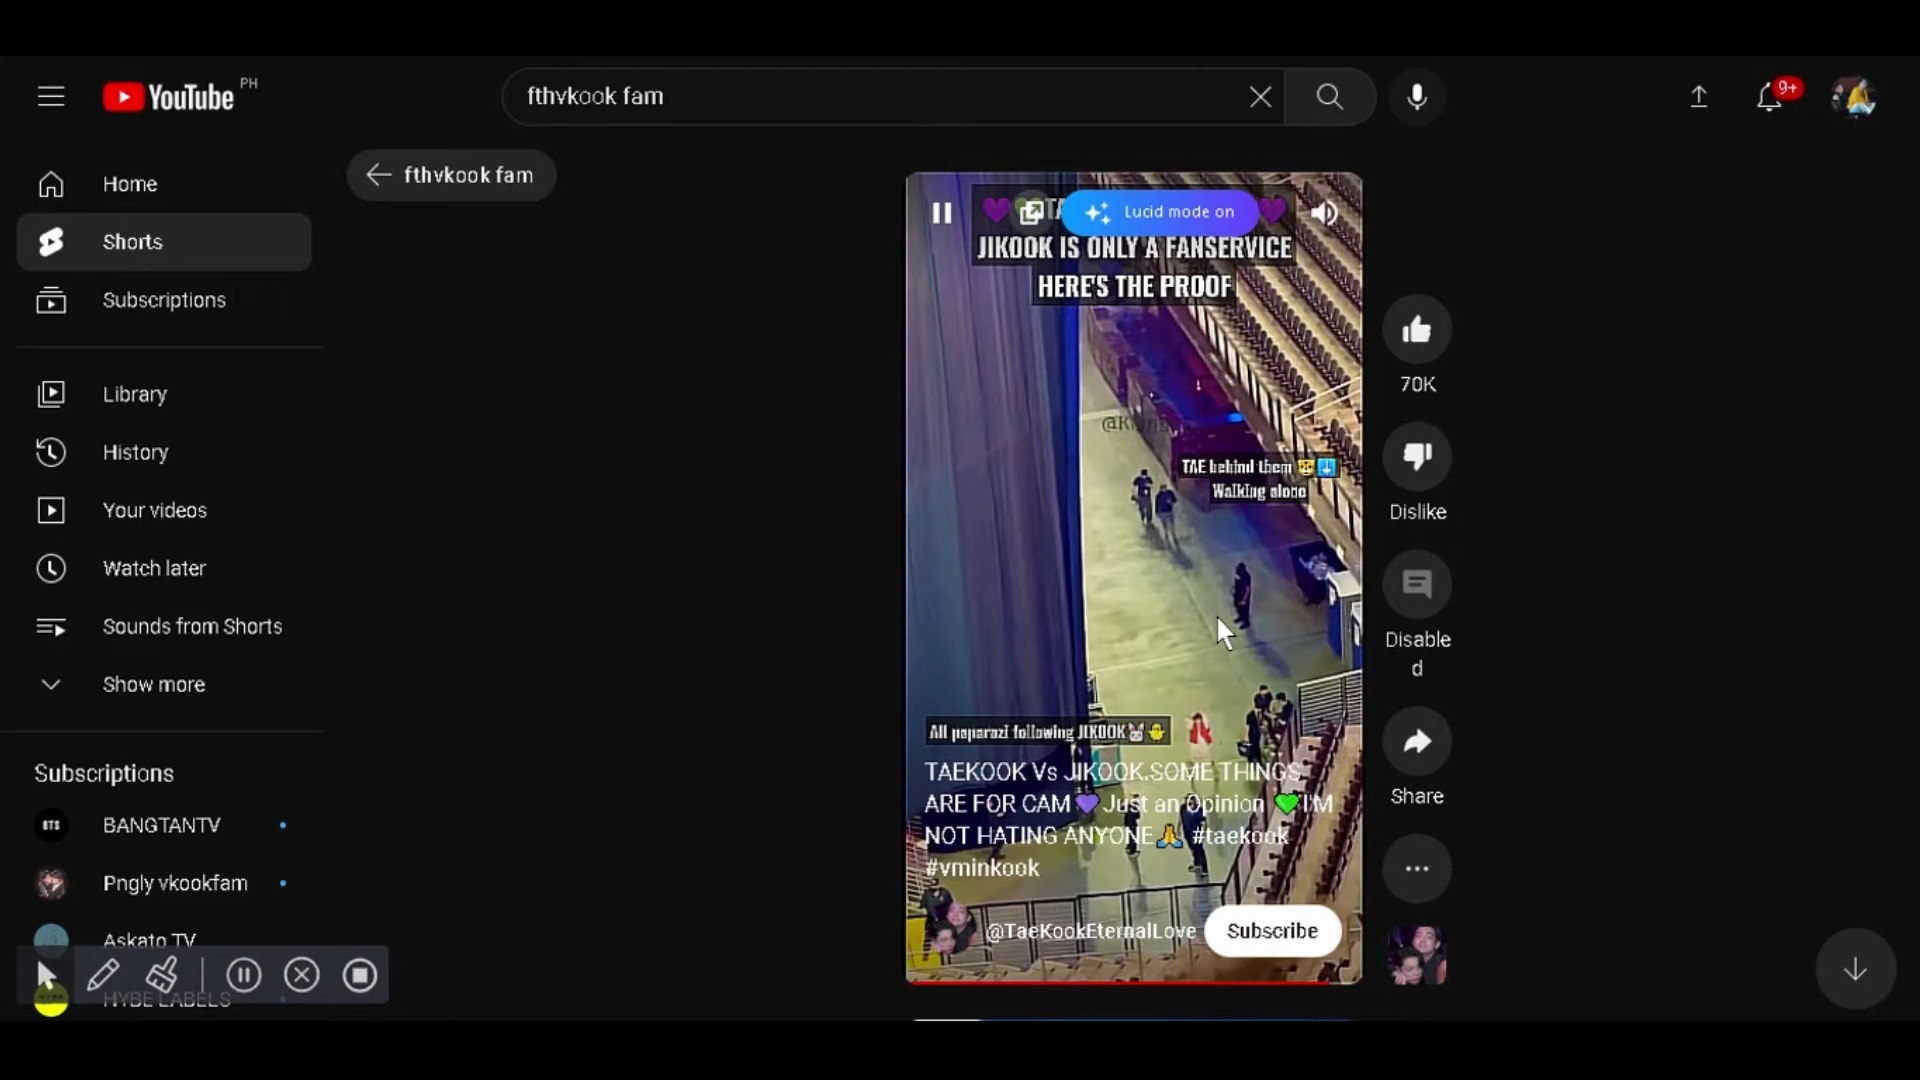 YouTube PH
fthvkook fam
9+
fthvkook fam
Home
Shorts
Subscriptions
Library
History
Your videos
Watch later
Sounds from Shorts
Show more
Subscriptions
BTS
BANGTANTV
Pngly vkookfam
Askato TV
HYBE LABELS
Lucid mode on
JIKOOK IS ONLY A FANSERVICE
HERE'S THE PROOF
TAE behind them 🐯
Walking alone
All paparazi following JIKOOK🐰🐥
TAEKOOK Vs JIKOOK.SOME THINGS
ARE FOR CAM💜Just an Opinion 💚I'M
NOT HATING ANYONE🙏 #taekook
#vminkook
@TaeKookEternalLove
Subscribe
70K
Dislike
Disable
d
Share